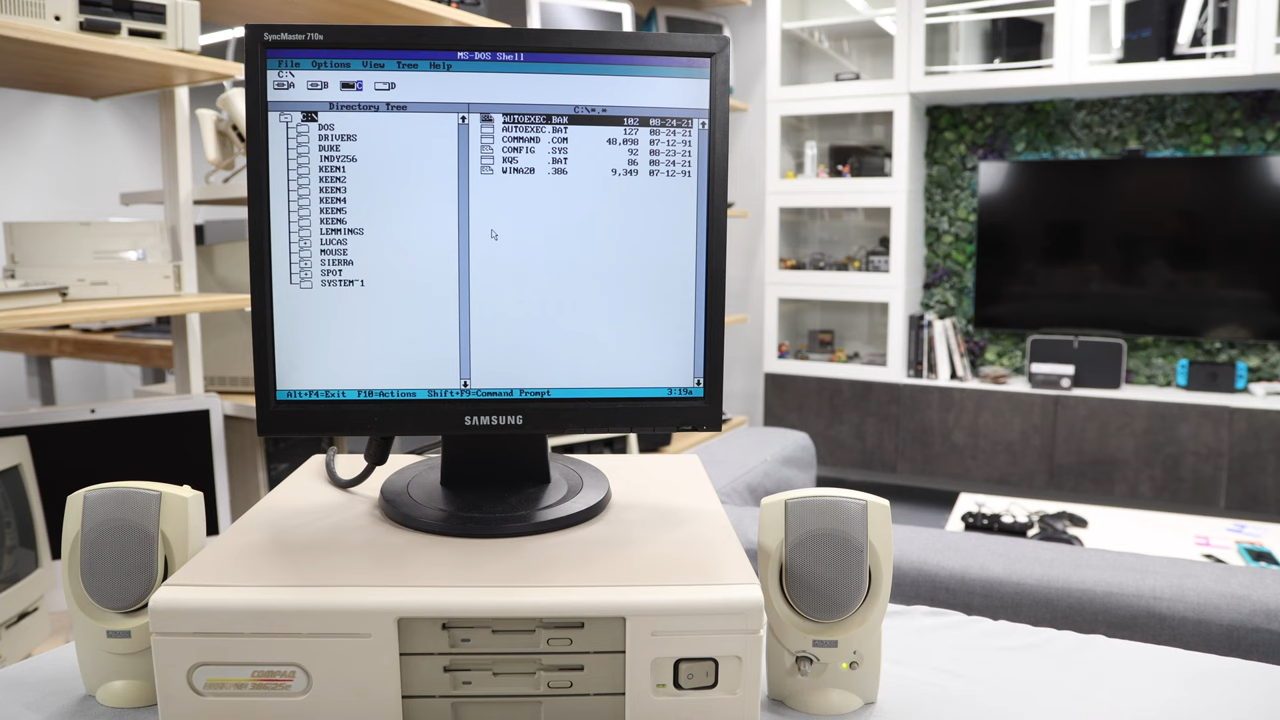 SyncMaster 710N
MS-DOS Shell
File Options View Tree Help
C:\
A B C D
Directory Tree
C:\*.*
C:\
DOS
DRIVERS
DUKE
INDY256
KEEN1
KEEN2
KEEN3
KEEN4
KEEN5
KEEN6
LEMMINGS
LUCAS
MOUSE
SIERRA
SPOT
SYSTEM~1
AUTOEXEC.BAK 102 08-24-21
AUTOEXEC.BAT 127 08-24-21
COMMAND .COM 48,098 07-12-91
CONFIG .SYS 92 08-23-21
KQ5 .BAT 86 08-24-21
WINA20 .386 9,349 07-12-91
Alt+F4=Exit F10=Actions Shift+F9=Command Prompt 3:19a
SAMSUNG
COMPAQ